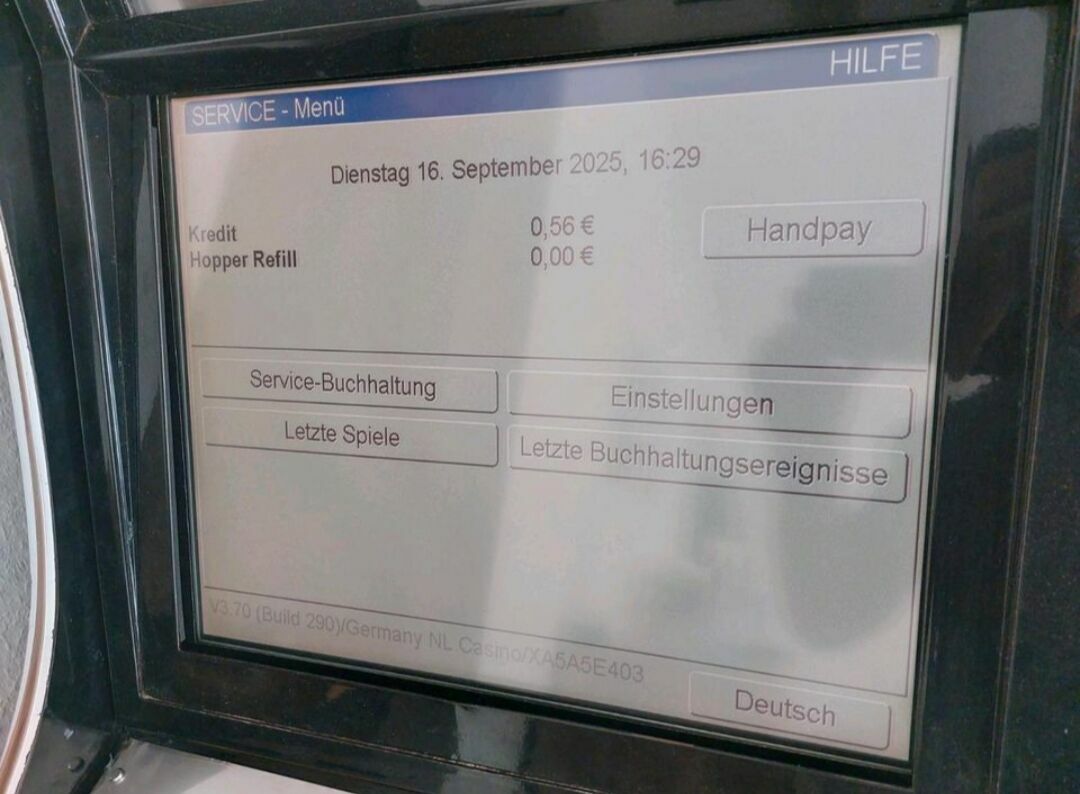 HILFE
SERVICE - Menü
Dienstag 16. September 2025, 16:29
Kredit 0,56 € Handpay
Hopper Refill 0,00 €
Service-Buchhaltung Einstellungen
Letzte Spiele Letzte Buchhaltungsereignisse
V3.70 (Build 290)/Germany NL Casino/XA5A5E403
Deutsch